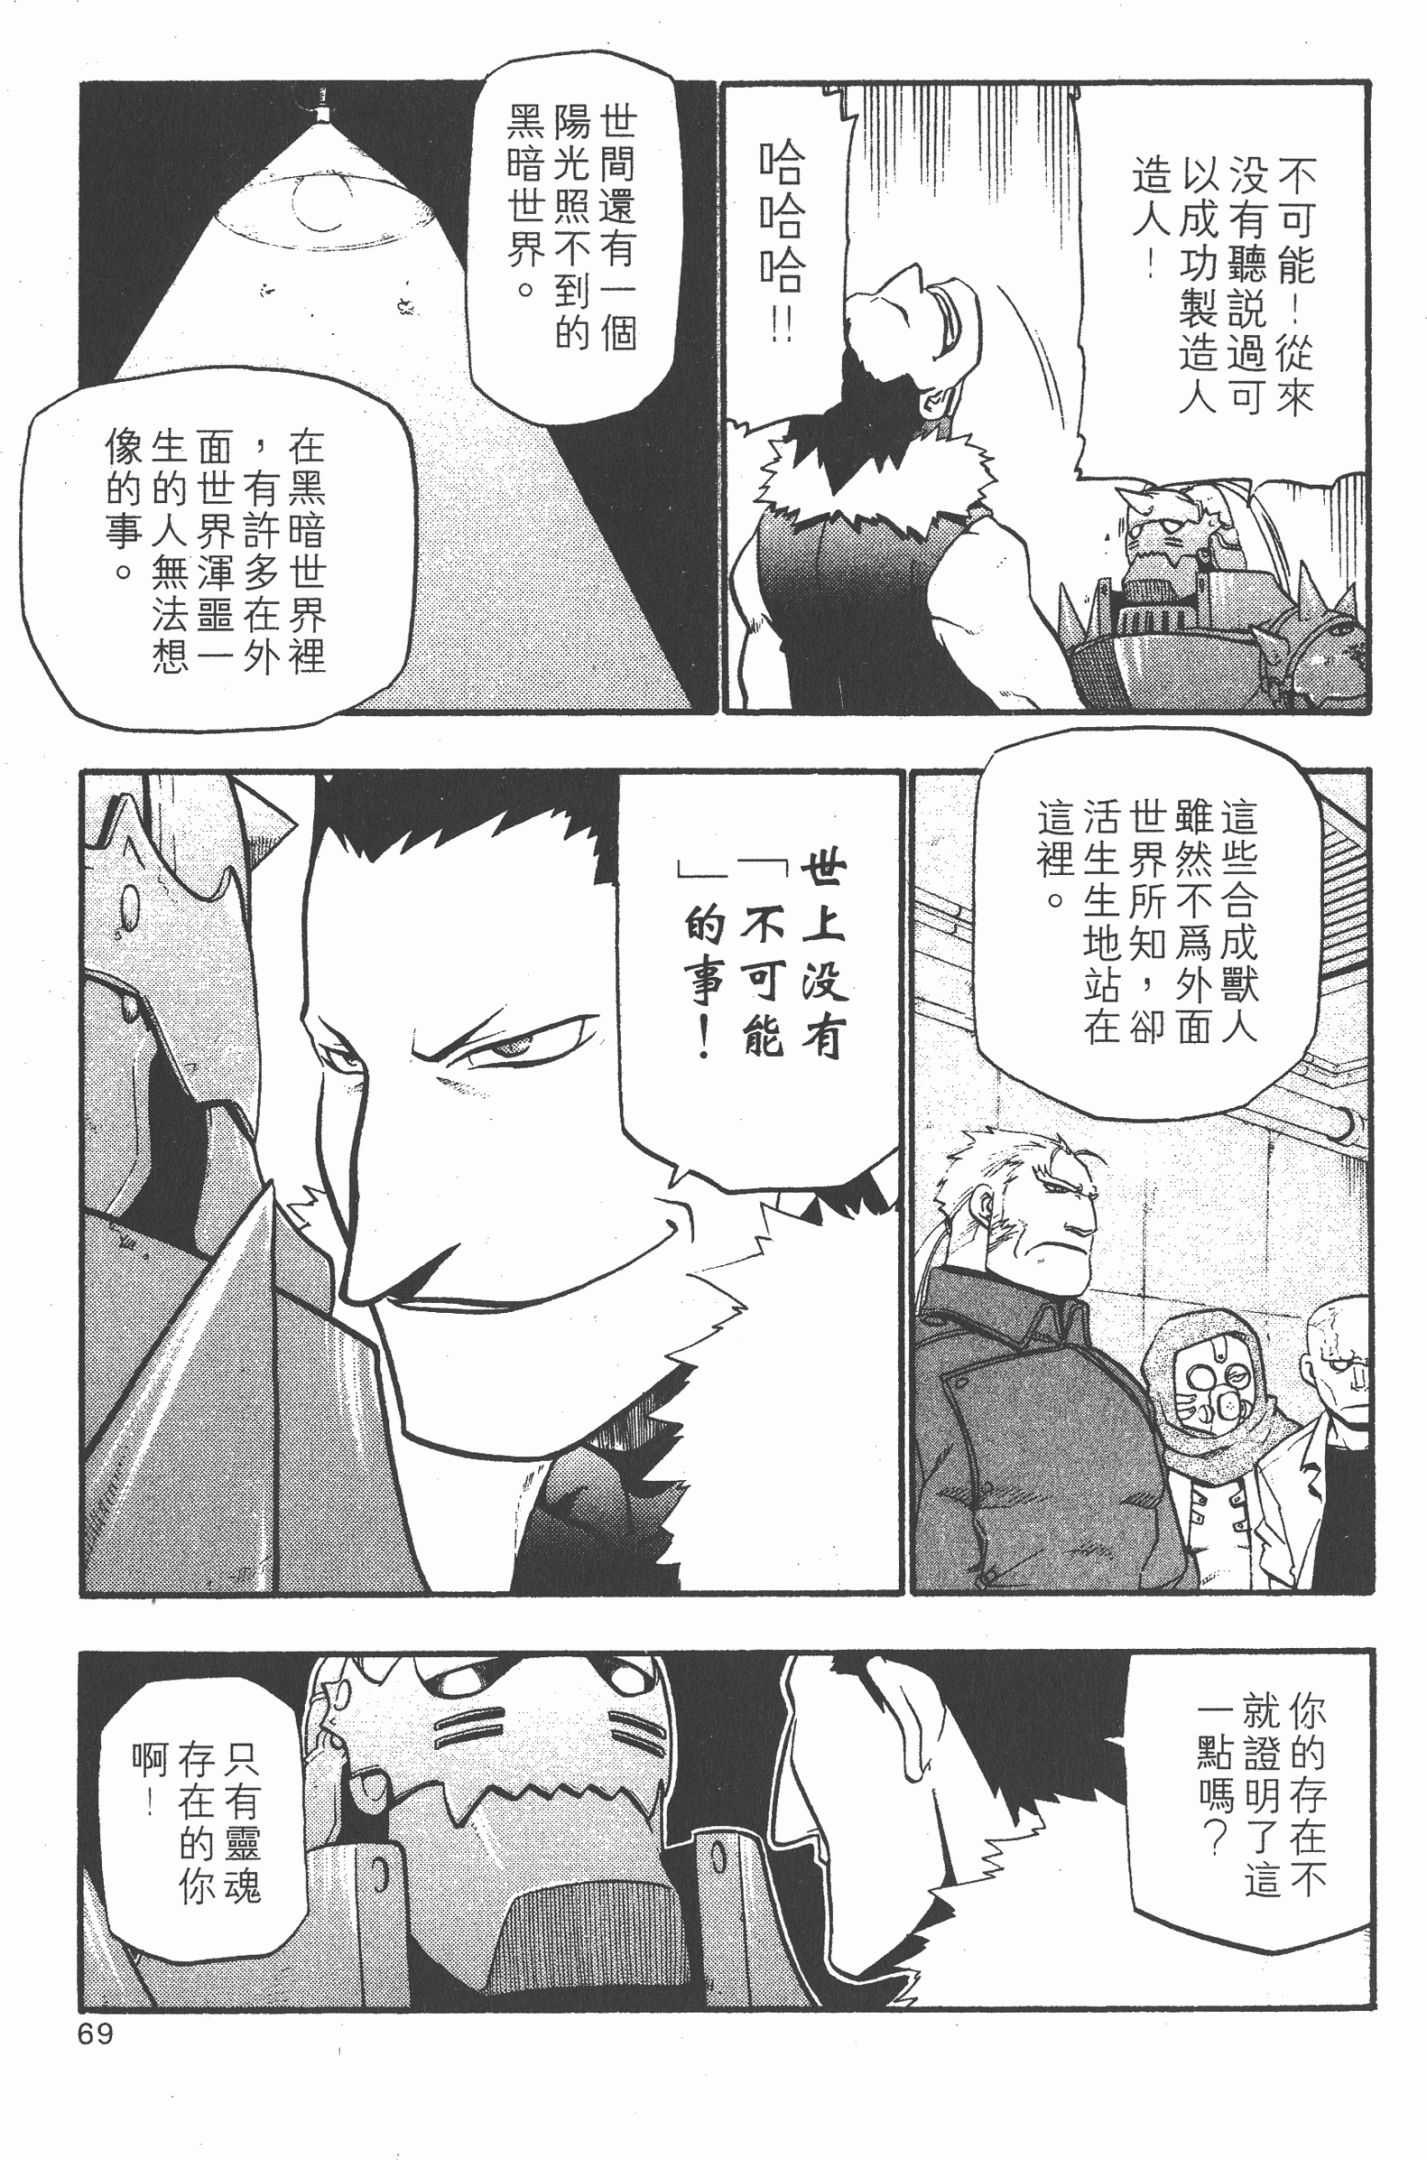 不可能！從來
没有聽説過可
以成功製造人
造人！
哈哈哈!!
世間還有一個
陽光照不到的
黑暗世界。
在黑暗世界裡
，有許多在外
面世界渾噩一
生的人無法想
像的事。
這些合成獸人
雖然不爲外面
世界所知，卻
活生生地站在
這裡。
世上没有
「不可能
」的事！
你的存在不
就證明了這
一點嗎？
只有靈魂
存在的你
啊！
69